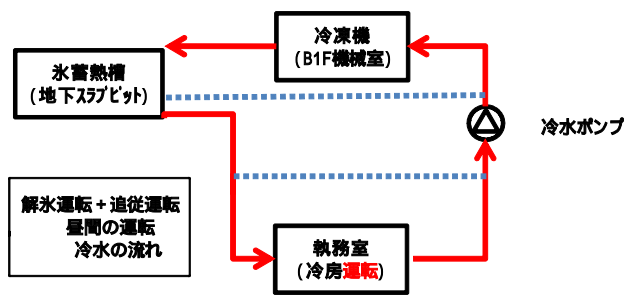 冷凍機
(B1F機械室)
氷蓄熱槽
(地下ｽﾗﾌﾞﾋﾟｯﾄ)
冷水ポンプ
解氷運転+追従運転
昼間の運転
冷水の流れ
執務室
(冷房運転)